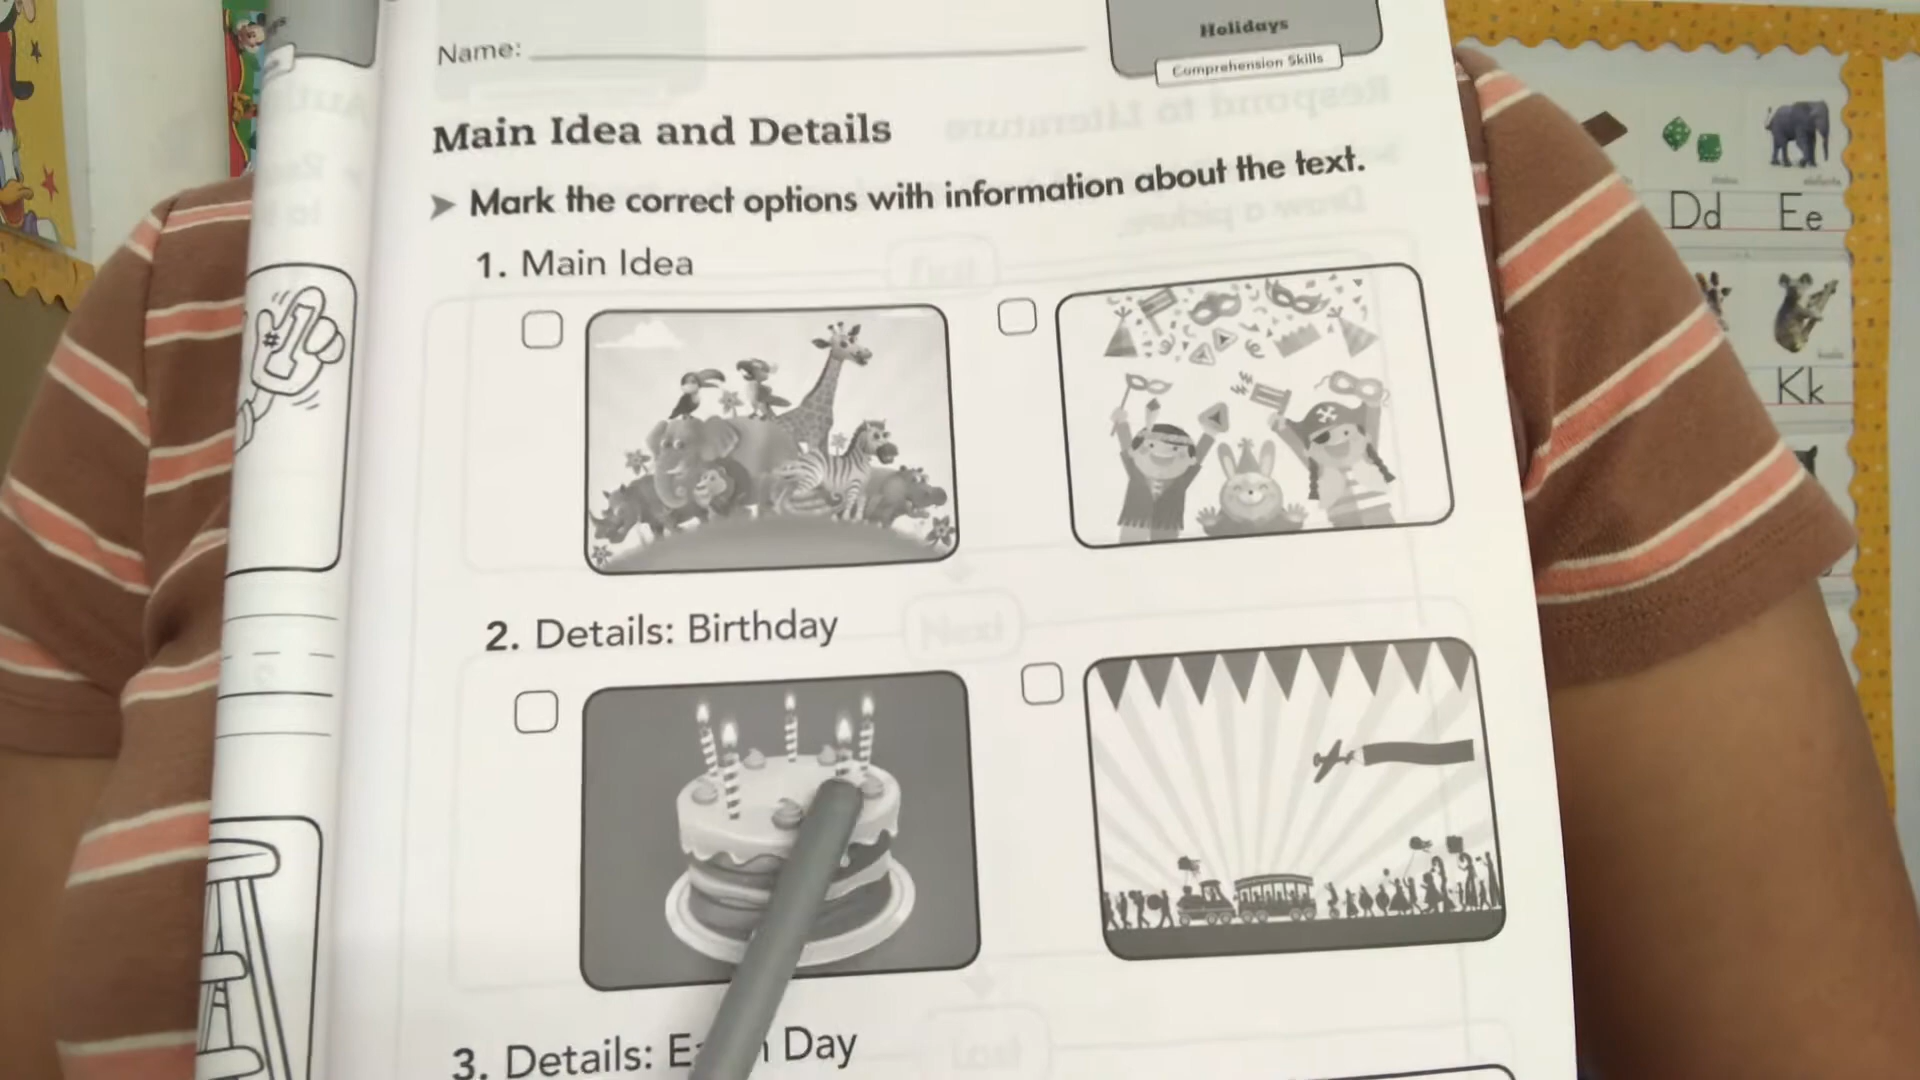 Name:
Holidays
Comprehension Skills
Main Idea and Details
➤ Mark the correct options with information about the text.
1. Main Idea
#1
2. Details: Birthday
3. Details: Day
Dd Ee
Kk